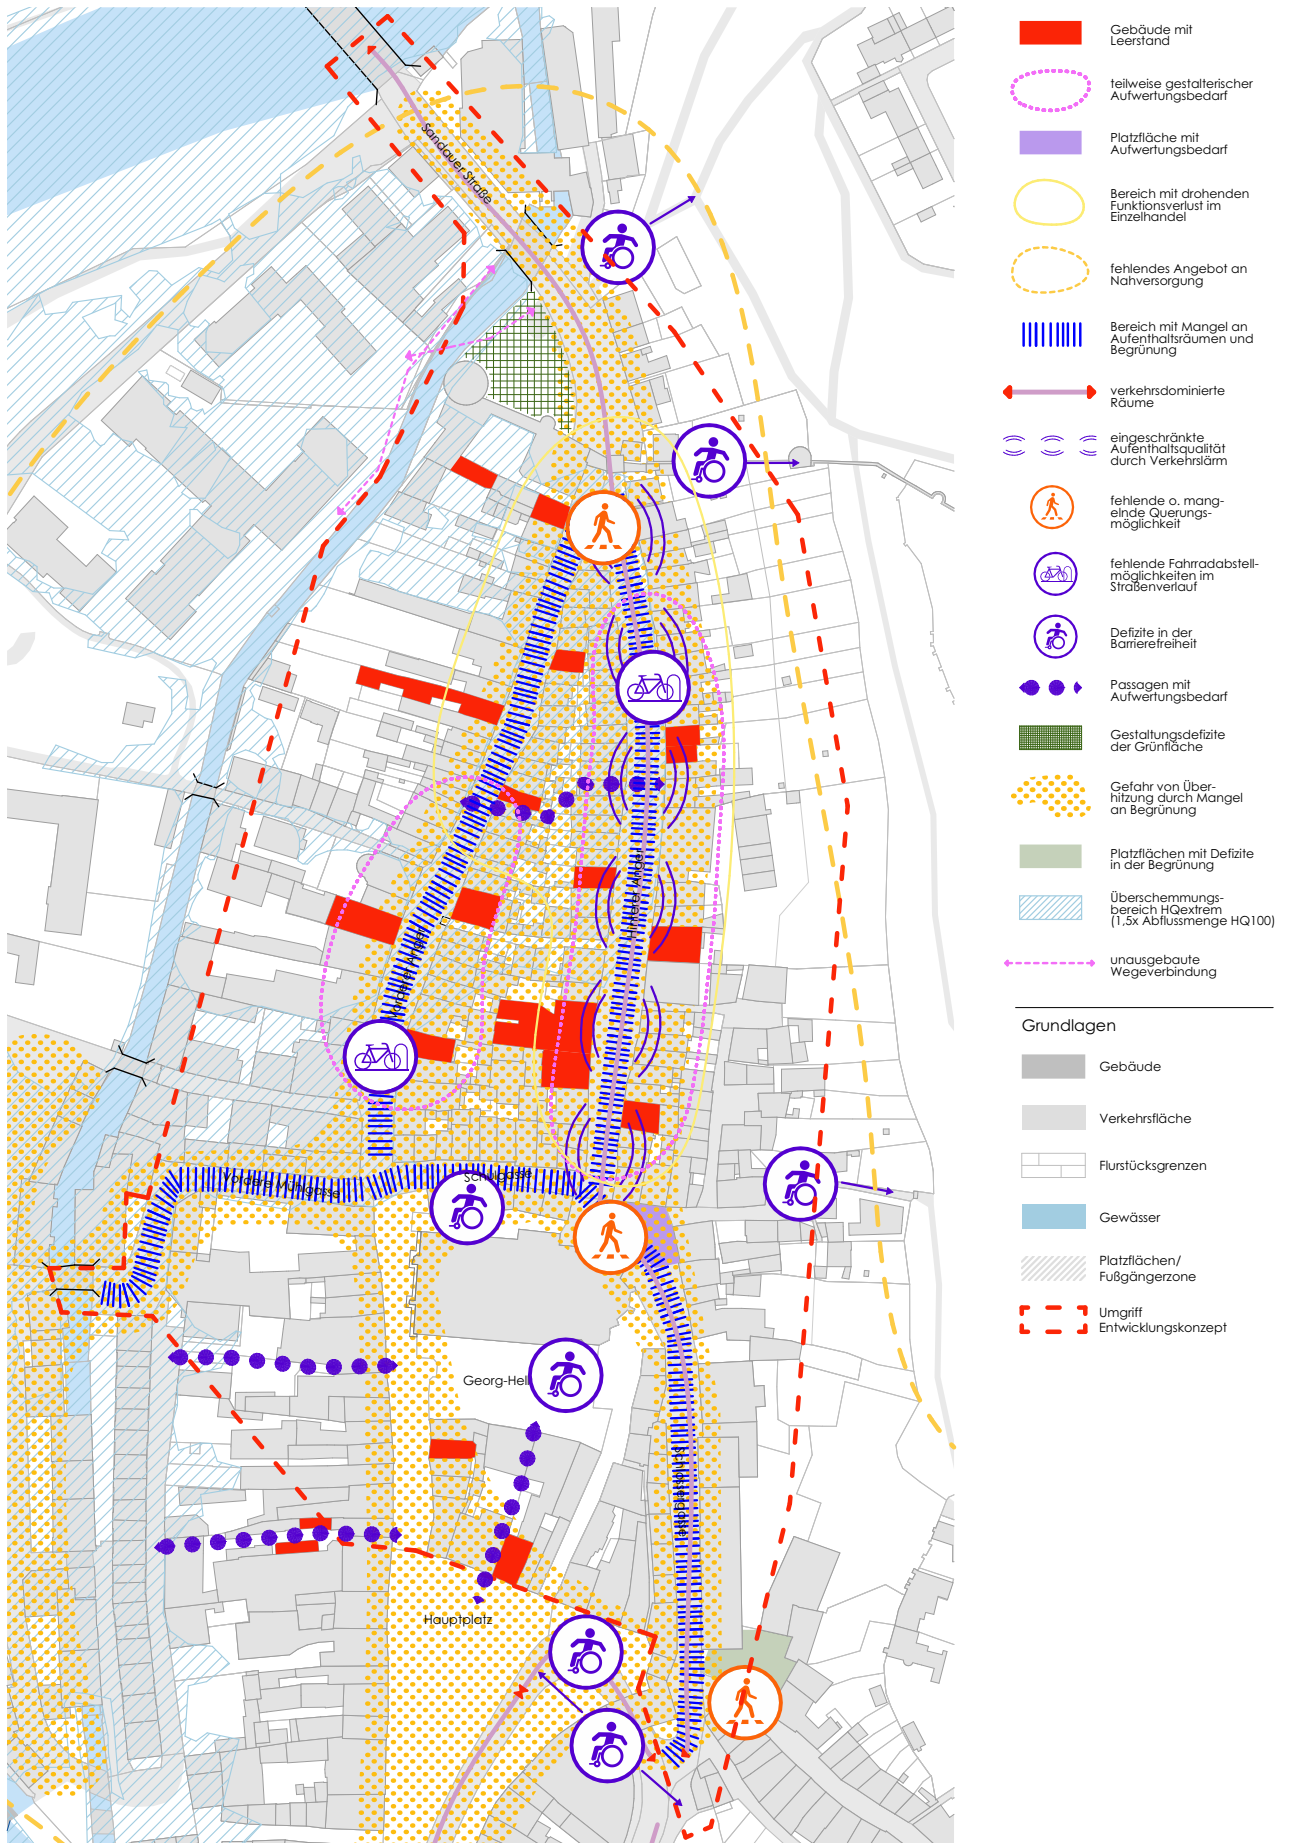 Sandauer Straße
Hinterer Anger
Vorderer Anger
Vordere Mühlgasse
Schulgasse
Georg-Hell
Schlossergasse
Hauptplatz
Gebäude mit
Leerstand
teilweise gestalterischer
Aufwertungsbedarf
Platzfläche mit
Aufwertungsbedarf
Bereich mit drohenden
Funktionsverlust im
Einzelhandel
fehlendes Angebot an
Nahversorgung
Bereich mit Mangel an
Aufenthaltsräumen und
Begrünung
verkehrsdominierte
Räume
eingeschränkte
Aufenthaltsqualität
durch Verkehrslärm
fehlende o. mang-
elnde Querungs-
möglichkeit
fehlende Fahrradabstell-
möglichkeiten im
Straßenverlauf
Defizite in der
Barrierefreiheit
Passagen mit
Aufwertungsbedarf
Gestaltungsdefizite
der Grünfläche
Gefahr von Über-
hitzung durch Mangel
an Begrünung
Platzflächen mit Defizite
in der Begrünung
Überschemmungs-
bereich HQextrem
(1,5x Abflussmenge HQ100)
unausgebaute
Wegeverbindung
Grundlagen
Gebäude
Verkehrsfläche
Flurstücksgrenzen
Gewässer
Platzflächen/
Fußgängerzone
Umgriff
Entwicklungskonzept